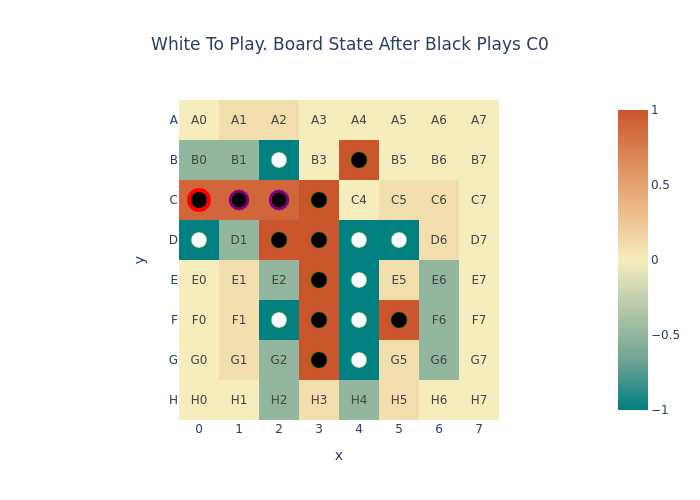 White To Play. Board State After Black Plays C0
A A0 A1 A2 A3 A4 A5 A6 A7
B B0 B1 B3 B5 B6 B7
C C4 C5 C6 C7
D D1 D6 D7
E E0 E1 E2 E5 E6 E7
F F0 F1 F6 F7
G G0 G1 G2 G5 G6 G7
H H0 H1 H2 H3 H4 H5 H6 H7
0 1 2 3 4 5 6 7
x
y
1
0.5
0
−0.5
−1